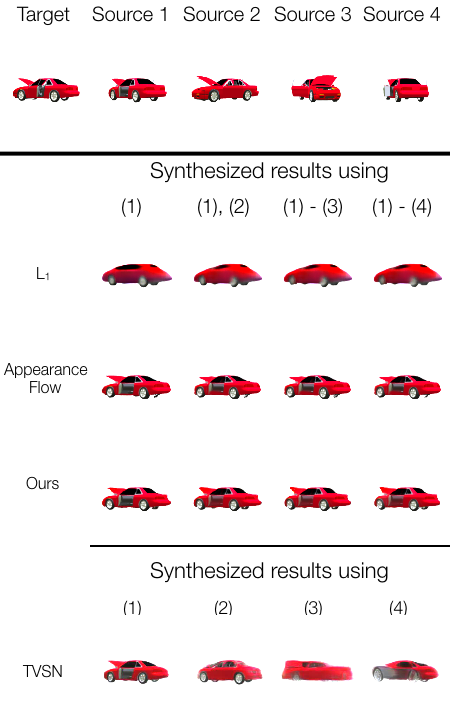 Target Source 1 Source 2 Source 3 Source 4
Synthesized results using
(1) (1), (2) (1) - (3) (1) - (4)
L₁
Appearance
Flow
Ours
Synthesized results using
(1) (2) (3) (4)
TVSN